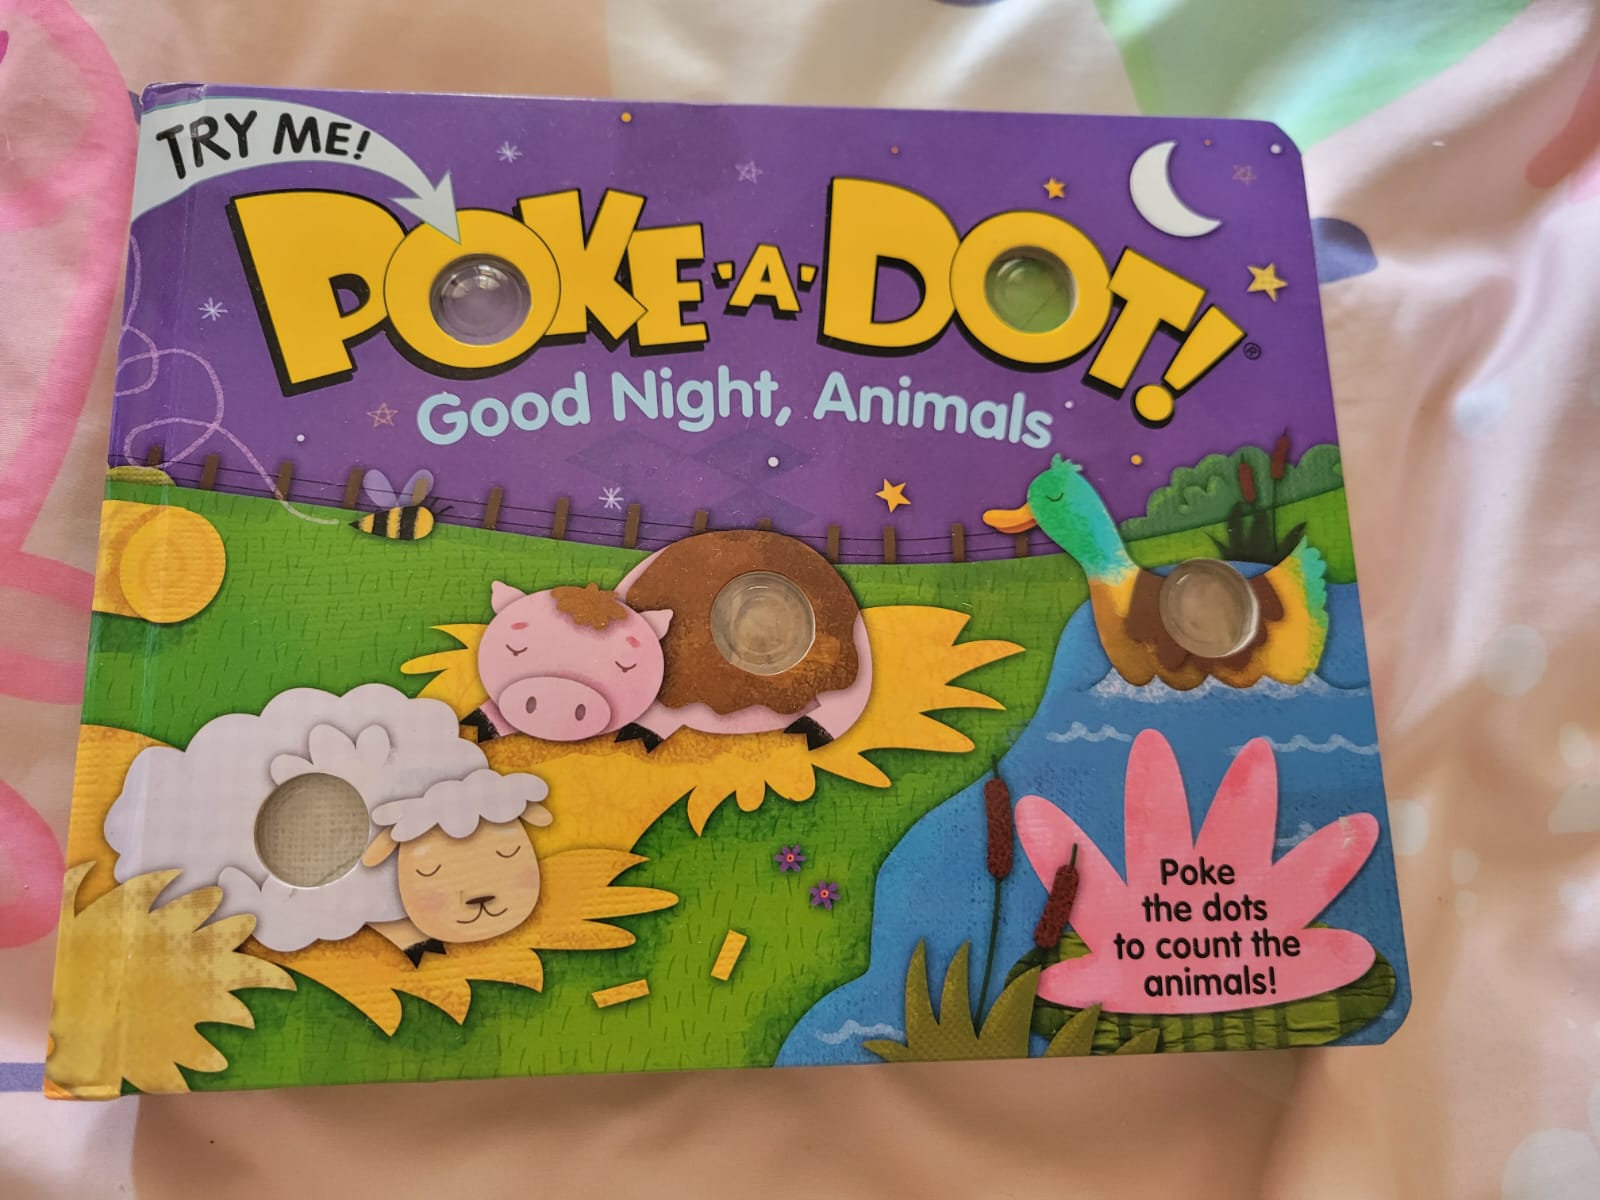 TRY ME!
POKE-A-DOT!®
Good Night, Animals
Poke
the dots
to count the
animals!